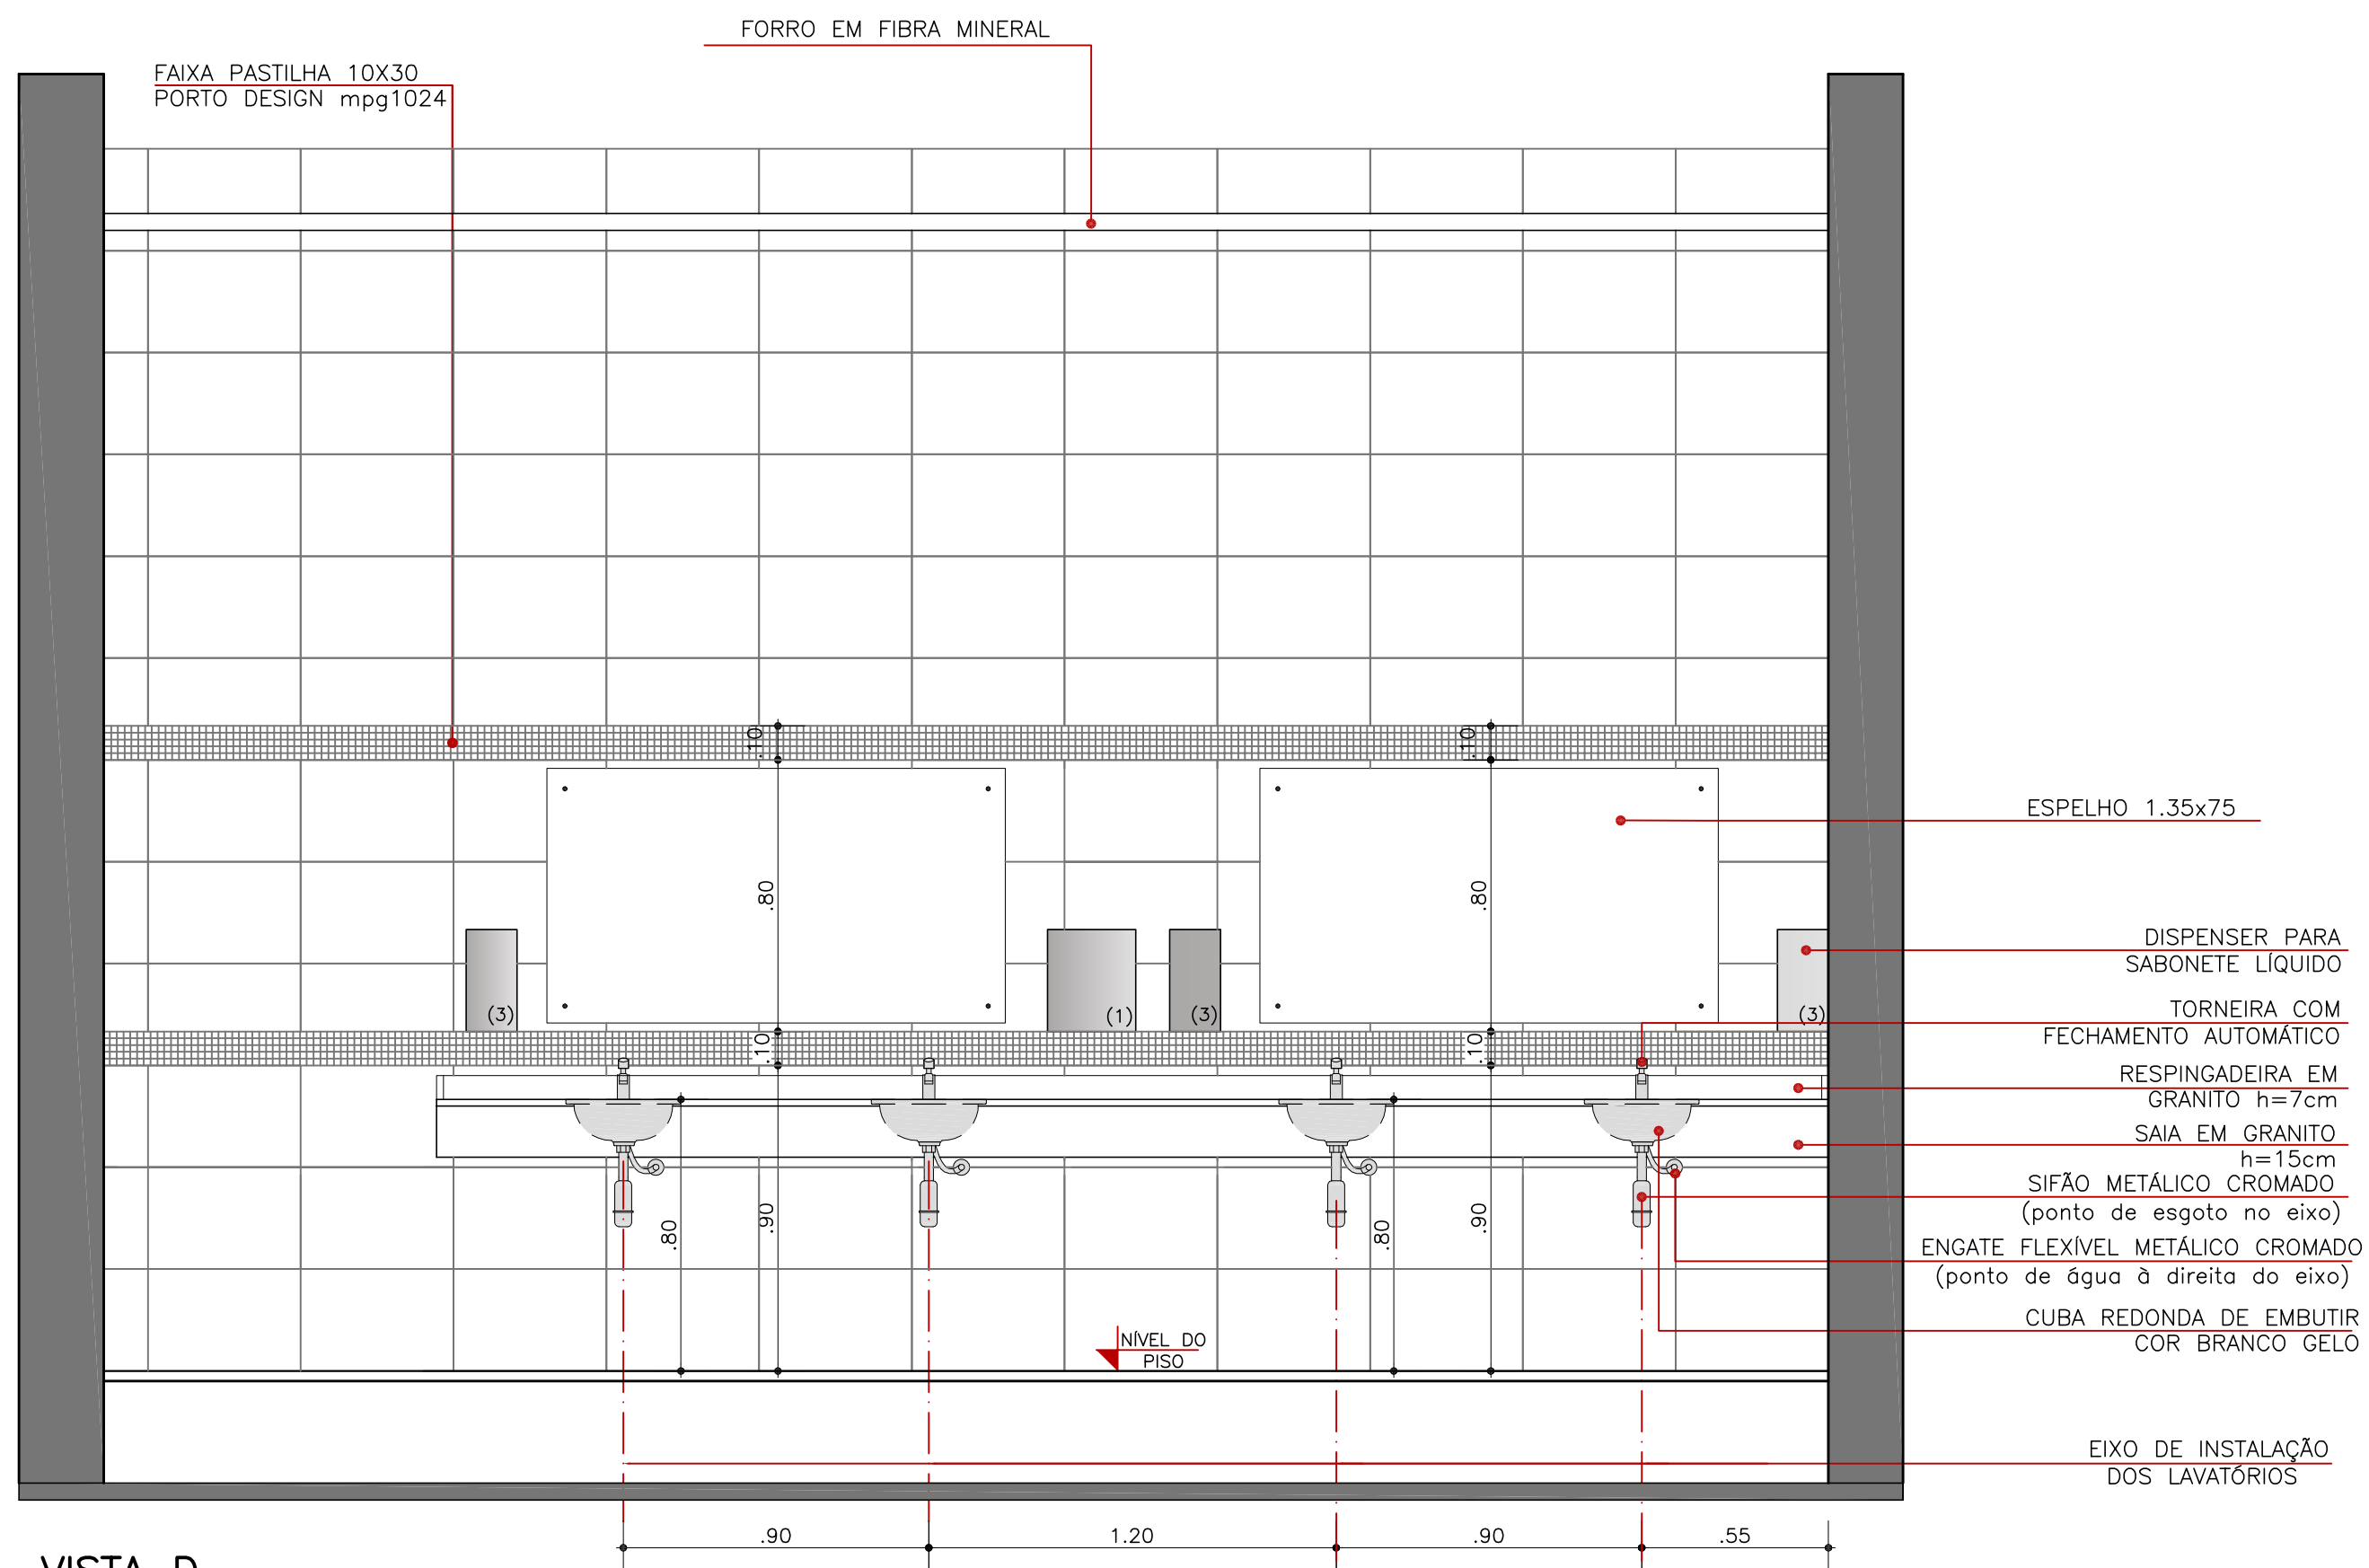 FORRO EM FIBRA MINERAL
FAIXA PASTILHA 10X30
PORTO DESIGN mpg1024
.10
.10
ESPELHO 1.35x75
.80
.80
DISPENSER PARA
SABONETE LÍQUIDO
(3)
(1)
(3)
(3)
TORNEIRA COM
FECHAMENTO AUTOMÁTICO
.10
.10
RESPINGADEIRA EM
GRANITO h=7cm
SAIA EM GRANITO
h=15cm
SIFÃO METÁLICO CROMADO
(ponto de esgoto no eixo)
.80
.90
.80
.90
ENGATE FLEXÍVEL METÁLICO CROMADO
(ponto de água à direita do eixo)
CUBA REDONDA DE EMBUTIR
COR BRANCO GELO
NÍVEL DO
PISO
EIXO DE INSTALAÇÃO
DOS LAVATÓRIOS
.90
1.20
.90
.55
VISTA D